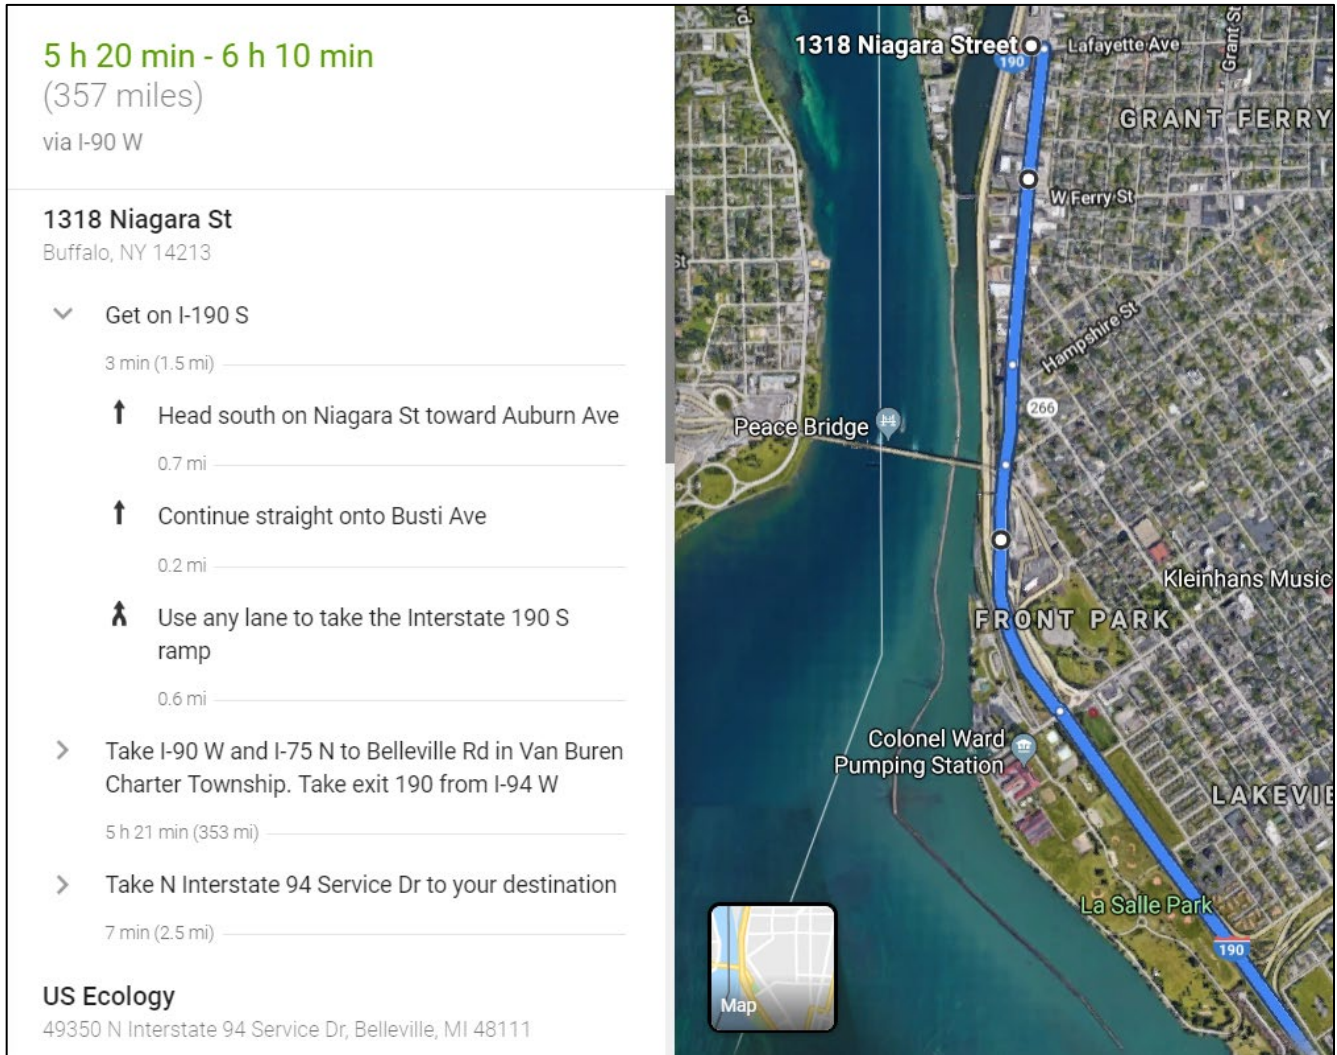 5 h 20 min - 6 h 10 min
(357 miles)
via I-90 W
1318 Niagara St
Buffalo, NY 14213
Get on I-190 S
3 min (1.5 mi)
Head south on Niagara St toward Auburn Ave
0.7 mi
Continue straight onto Busti Ave
0.2 mi
Use any lane to take the Interstate 190 S
ramp
0.6 mi
Take I-90 W and I-75 N to Belleville Rd in Van Buren
Charter Township. Take exit 190 from I-94 W
5 h 21 min (353 mi)
Take N Interstate 94 Service Dr to your destination
7 min (2.5 mi)
US Ecology
49350 N Interstate 94 Service Dr, Belleville, MI 48111
1318 Niagara Street
Lafayette Ave
190
Grant St
GRANT FERRY
W Ferry St
St
Hampshire St
266
Peace Bridge
Kleinhans Music
FRONT PARK
Colonel Ward
Pumping Station
LAKEVIE
La Salle Park
190
Map